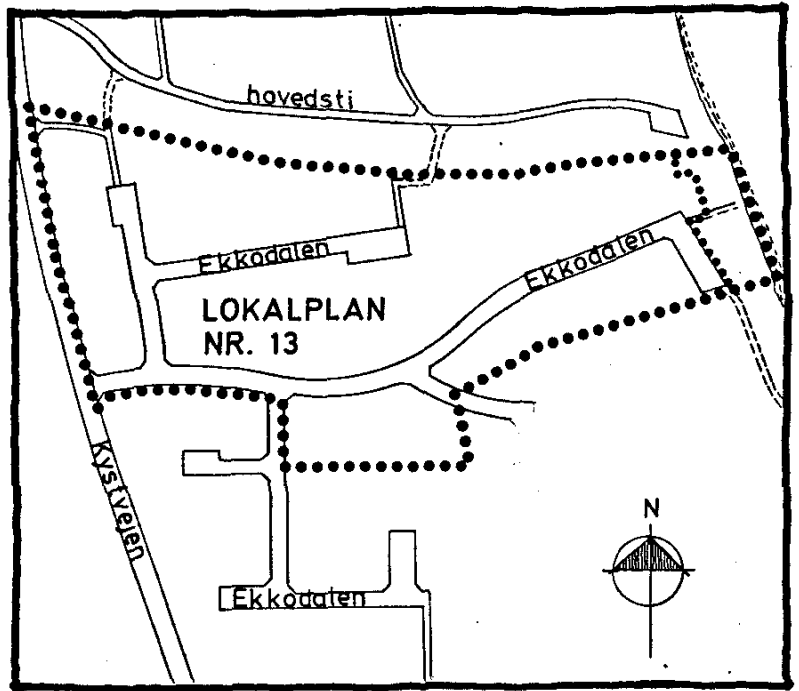 hovedsti
Ekkodalen
Ekkodalen
LOKALPLAN
NR. 13
Kystvejen
N
Ekkodalen